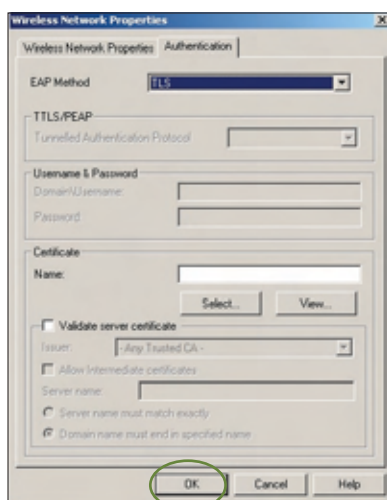 Wireless Network Properties
Wireless Network Properties Authentication
EAP Method TLS
TTLS/PEAP
Tunnelled Authentication Protocol
Username & Password
Domain\Username:
Password
Certificate
Name:
Select... View...
Validate server certificate
Issuer: - Any Trusted CA -
Allow Intermediate certificates
Server name:
Server name must match exactly
Domain name must end in specified name
OK Cancel Help